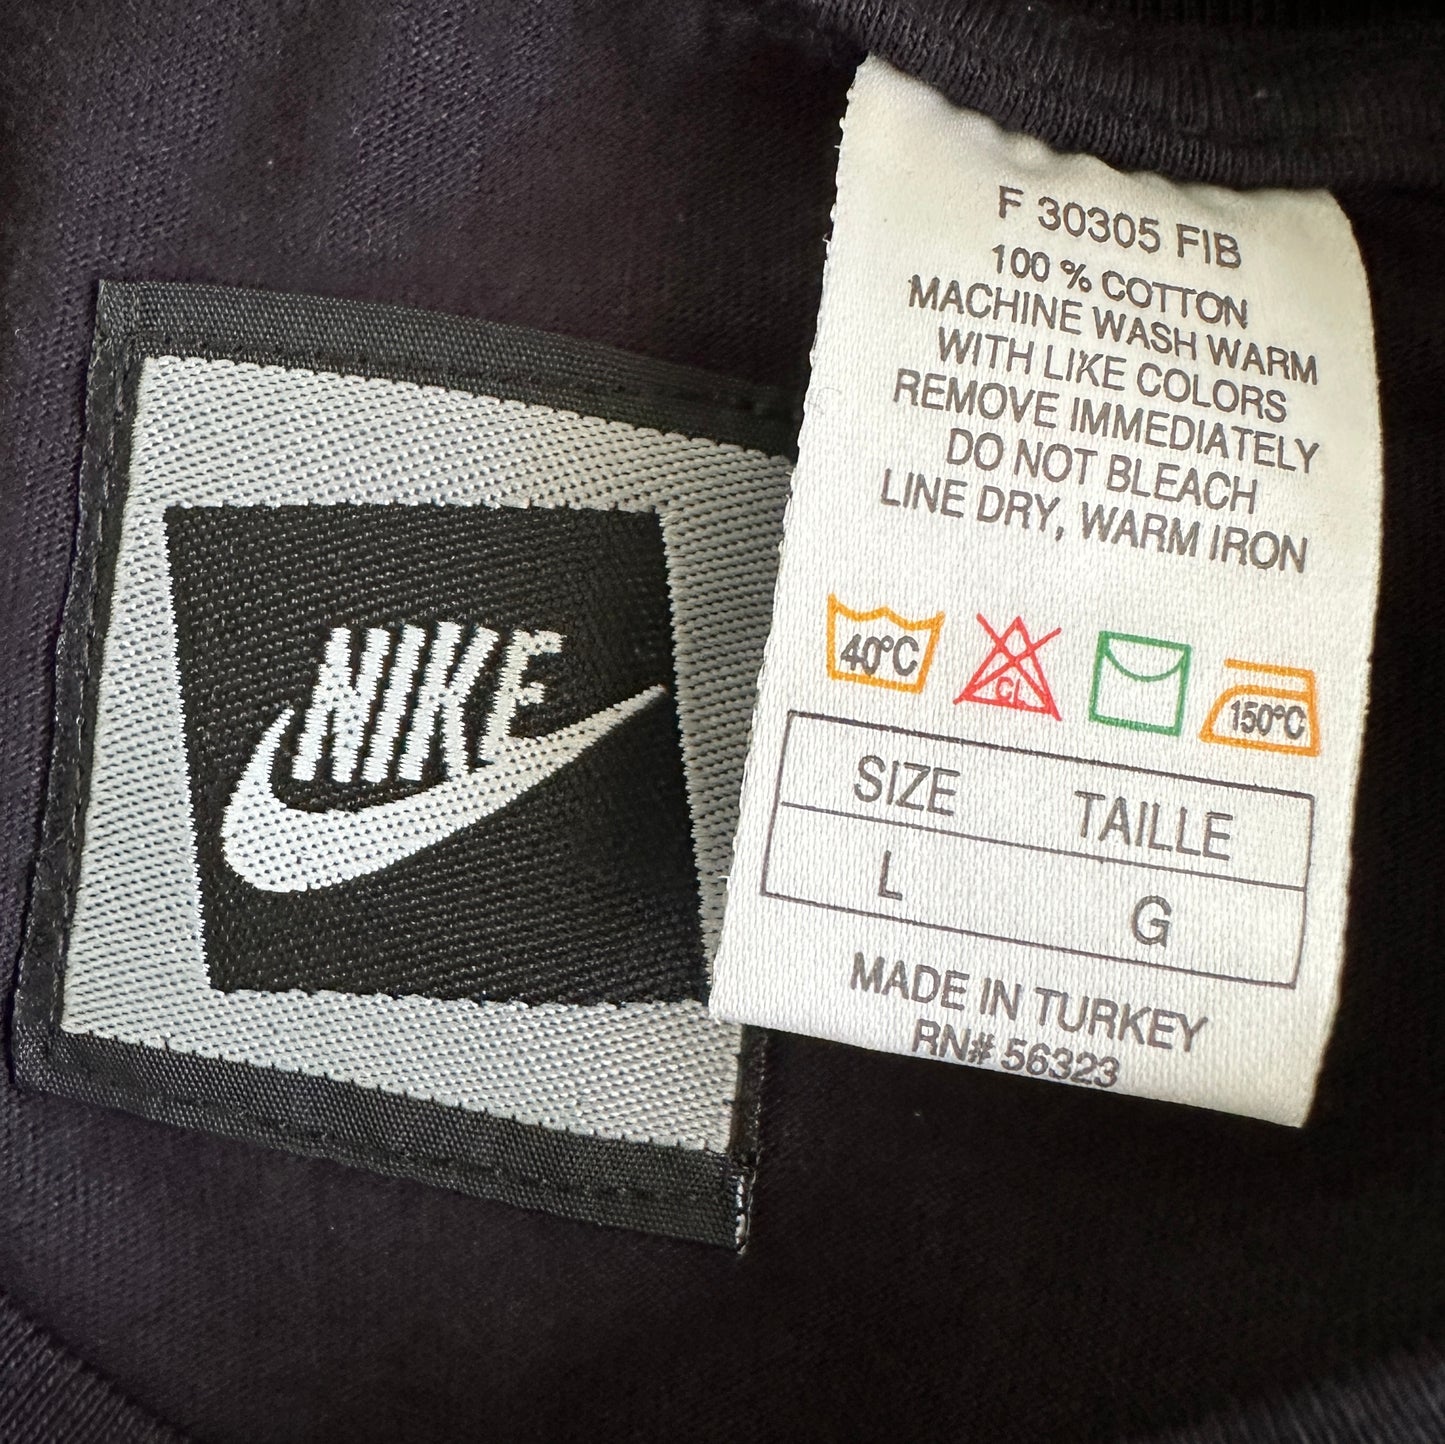 NIKE
F 30305 FIB
100 % COTTON
MACHINE WASH WARM
WITH LIKE COLORS
REMOVE IMMEDIATELY
DO NOT BLEACH
LINE DRY, WARM IRON
40°C CL 150°C
SIZE TAILLE
L G
MADE IN TURKEY
RN# 56323